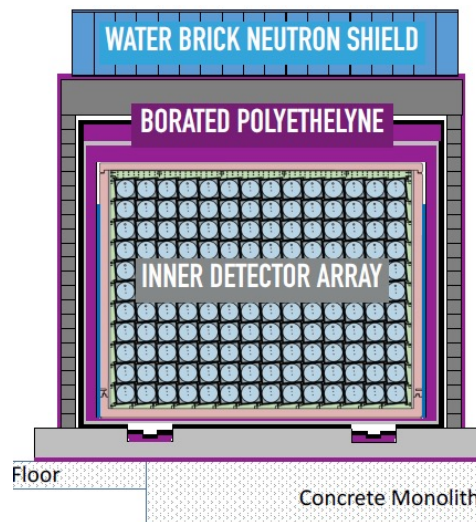 WATER BRICK NEUTRON SHIELD
BORATED POLYETHELYNE
INNER DETECTOR ARRAY
Floor
Concrete Monolith